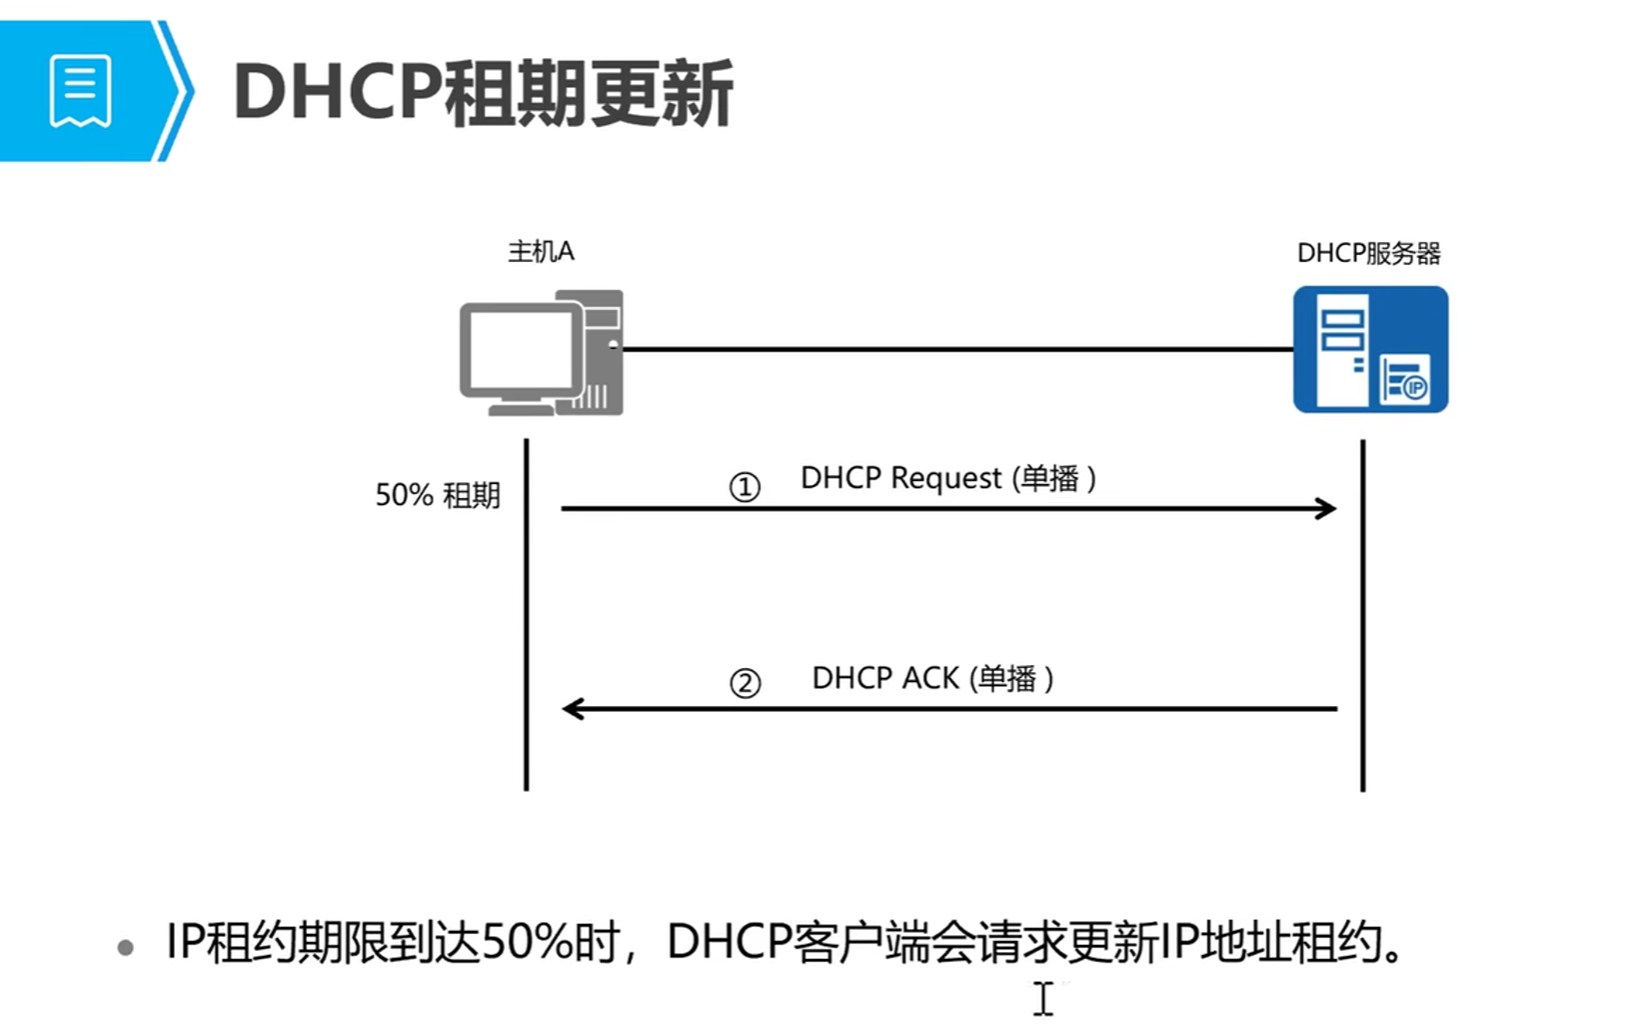 DHCP租期更新
主机A
DHCP服务器
IP
50% 租期
① DHCP Request (单播 )
② DHCP ACK (单播 )
• IP租约期限到达50%时，DHCP客户端会请求更新IP地址租约。